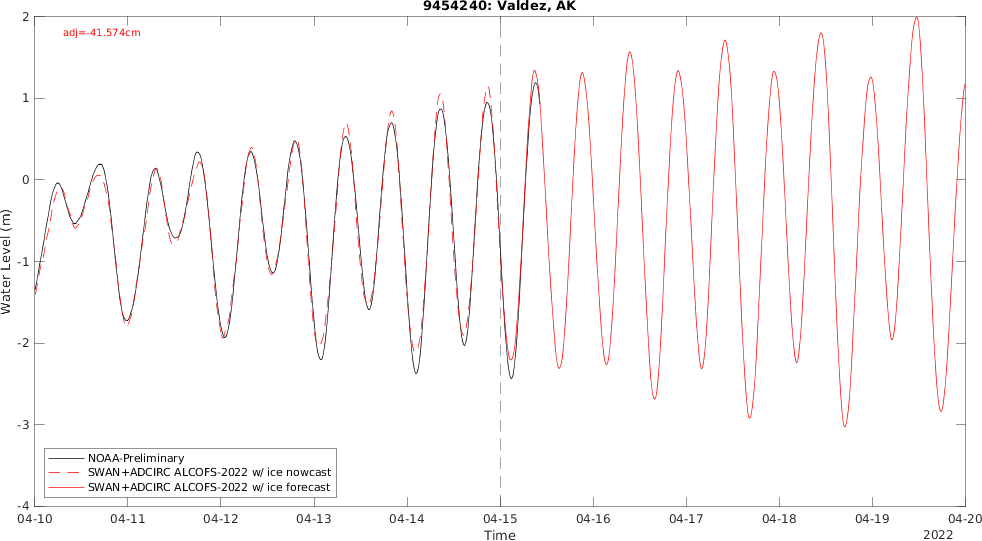 9454240: Valdez, AK
adj=-41.574cm
2
1
0
-1
-2
-3
-4
Water Level (m)
NOAA-Preliminary
SWAN+ADCIRC ALCOFS-2022 w/ ice nowcast
SWAN+ADCIRC ALCOFS-2022 w/ ice forecast
04-10 04-11 04-12 04-13 04-14 04-15 04-16 04-17 04-18 04-19 04-20
Time
2022